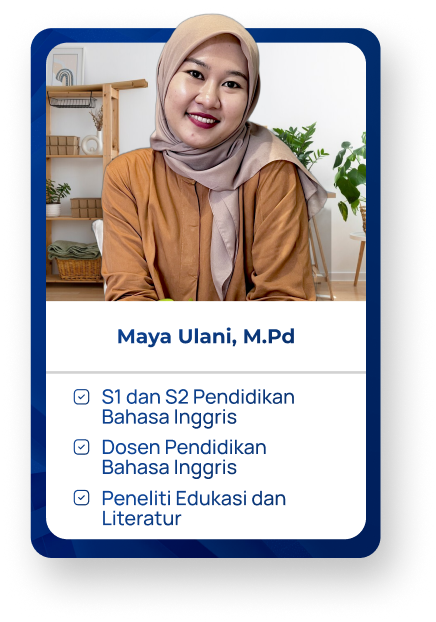 Maya Ulani, M.Pd
S1 dan S2 Pendidikan
Bahasa Inggris
Dosen Pendidikan
Bahasa Inggris
Peneliti Edukasi dan
Literatur